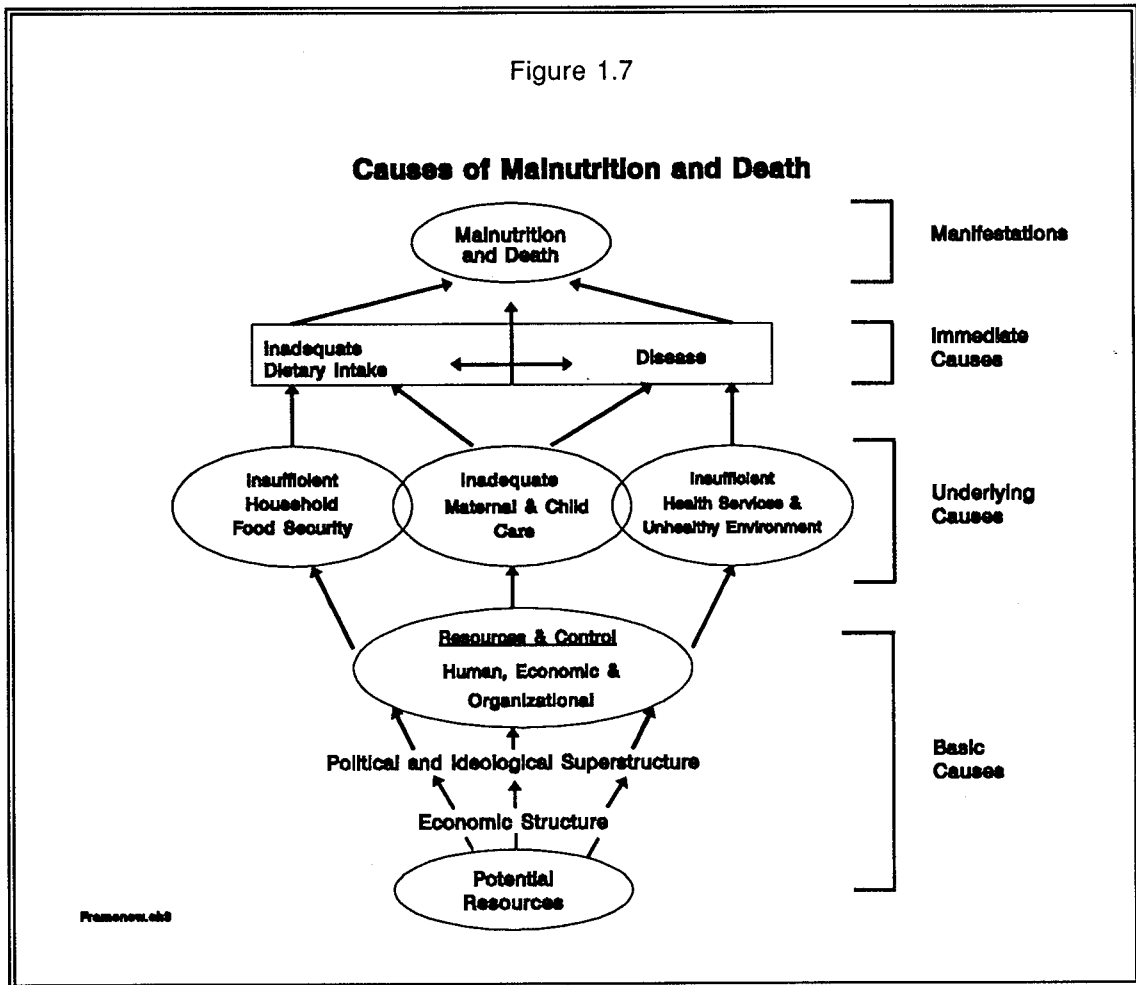 Figure 1.7
Causes of Malnutrition and Death
Malnutrition
and Death
Manifestations
Inadequate
Dietary Intake
Disease
Immediate
Causes
Insufficient
Household
Food Security
Inadequate
Maternal & Child
Care
Insufficient
Health Services &
Unhealthy Environment
Underlying
Causes
Resources & Control
Human, Economic &
Organizational
Political and Ideological Superstructure
Economic Structure
Potential
Resources
Basic
Causes